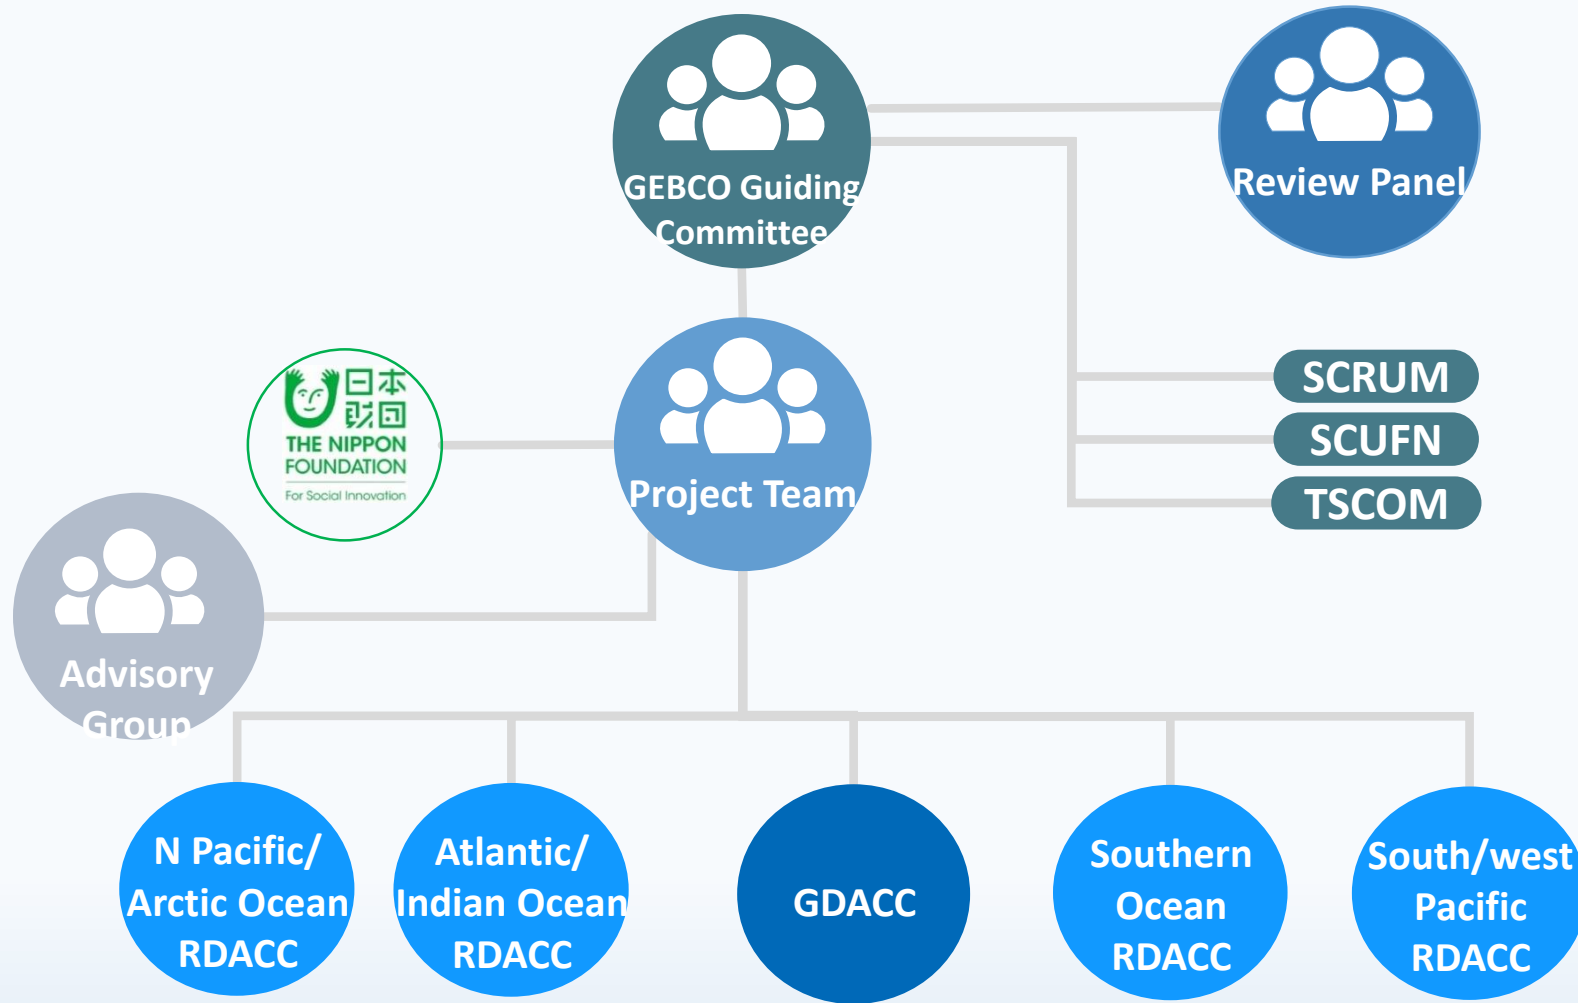 GEBCO Guiding
Committee
Review Panel
日本
財団
THE NIPPON
FOUNDATION
For Social Innovation
Project Team
SCRUM
SCUFN
TSCOM
Advisory
Group
N Pacific/
Arctic Ocean
RDACC
Atlantic/
Indian Ocean
RDACC
GDACC
Southern
Ocean
RDACC
South/west
Pacific
RDACC